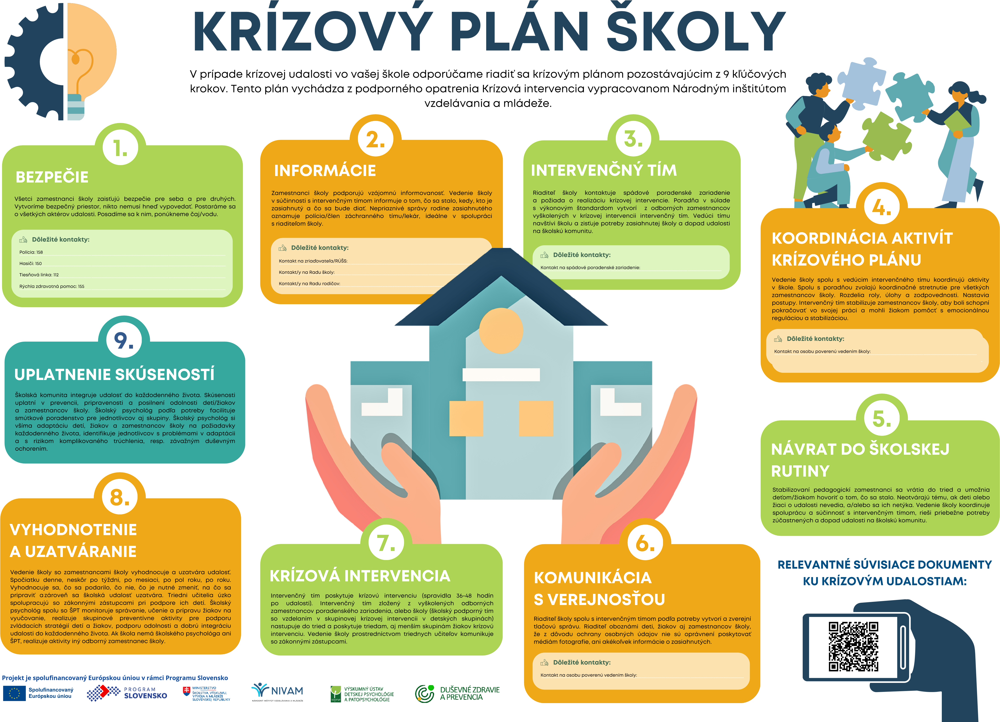 KRÍZOVÝ PLÁN ŠKOLY
V prípade krízovej udalosti vo vašej škole odporúčame riadiť sa krízovým plánom pozostávajúcim z 9 kľúčových
krokov. Tento plán vychádza z podporného opatrenia Krízová intervencia vypracovanom Národným inštitútom
vzdelávania a mládeže.
1.
BEZPEČIE
Všetci zamestnanci školy zaisťujú bezpečie pre seba a pre druhých.
Vytvoríme bezpečný priestor, nikto nemusí hneď vypovedať. Postaráme sa
o všetkých aktérov udalosti. Posadíme sa k nim, ponúkneme čaj/vodu.
Dôležité kontakty:
Polícia: 158
Hasiči: 150
Tiesňová linka: 112
Rýchla zdravotná pomoc: 155
2.
INFORMÁCIE
Zamestnanci školy podporujú vzájomnú informovanosť. Vedenie školy
v súčinnosti s intervenčným tímom informuje o tom, čo sa stalo, kedy, kto je
zasiahnutý a čo sa bude diať. Nepriaznivé správy rodine zasiahnutého
oznamuje polícia/člen záchranného tímu/lekár, ideálne v spolupráci
s riaditeľom školy.
Dôležité kontakty:
Kontakt na zriaďovateľa/RÚŠS:
Kontakt/y na Radu školy:
Kontakt/y na Radu rodičov:
3.
INTERVENČNÝ TÍM
Riaditeľ školy kontaktuje spádové poradenské zariadenie
a požiada o realizáciu krízovej intervencie. Poradňa v súlade
s výkonovým štandardom vytvorí z odborných zamestnancov
vyškolených v krízovej intervencii intervenčný tím. Vedúci tímu
navštívi školu a zisťuje potreby zasiahnutej školy a dopad udalosti
na školskú komunitu.
Dôležité kontakty:
Kontakt na spádové poradenské zariadenie:
4.
KOORDINÁCIA AKTIVÍT
KRÍZOVÉHO PLÁNU
Vedenie školy spolu s vedúcim intervenčného tímu koordinujú aktivity
v škole. Spolu s poradňou zvolajú koordinačné stretnutie pre všetkých
zamestnancov školy. Rozdelia roly, úlohy a zodpovednosti. Nastavia
postupy. Intervenčný tím stabilizuje zamestnancov školy, aby boli schopní
pokračovať vo svojej práci a mohli žiakom pomôcť s emocionálnou
reguláciou a stabilizáciou.
Dôležité kontakty:
Kontakt na osobu poverenú vedením školy:
5.
NÁVRAT DO ŠKOLSKEJ
RUTINY
Stabilizovaní pedagogickí zamestnanci sa vrátia do tried a umožnia
deťom/žiakom hovoriť o tom, čo sa stalo. Neotvárajú tému, ak deti alebo
žiaci o udalosti nevedia, a/alebo sa ich netýka. Vedenie školy koordinuje
spoluprácu a súčinnosť s intervenčným tímom, rieši priebežne potreby
zúčastnených a dopad udalosti na školskú komunitu.
6.
KOMUNIKÁCIA
S VEREJNOSŤOU
Riaditeľ školy spolu s intervenčným tímom podľa potreby vytvorí a zverejní
tlačovú správu. Riaditeľ oboznámi deti, žiakov aj zamestnancov školy,
že z dôvodu ochrany osobných údajov nie sú oprávnení poskytovať
médiám fotografie, ani akékoľvek informácie o zasiahnutých.
Dôležité kontakty:
Kontakt na osobu poverenú vedením školy:
7.
KRÍZOVÁ INTERVENCIA
Intervenčný tím poskytuje krízovú intervenciu (spravidla 36-48 hodín
po udalosti). Intervenčný tím zložený z vyškolených odborných
zamestnancov poradenského zariadenia, alebo školy (školský podporný tím
so vzdelaním v skupinovej krízovej intervencii v detských skupinách)
nastupuje do tried a poskytuje triedam, aj menším skupinám žiakov krízovú
intervenciu. Vedenie školy prostredníctvom triednych učiteľov komunikuje
so zákonnými zástupcami.
8.
VYHODNOTENIE
A UZATVÁRANIE
Vedenie školy so zamestnancami školy vyhodnocuje a uzatvára udalosť.
Spočiatku denne, neskôr po týždni, po mesiaci, po pol roku, po roku.
Vyhodnocuje sa, čo sa podarilo, čo nie, čo je nutné zmeniť, na čo sa
pripraviť a zároveň sa školská udalosť uzatvára. Triedni učitelia úzko
spolupracujú so zákonnými zástupcami pri podpore ich detí. Školský
psychológ spolu so ŠPT monitoruje správanie, učenie a prípravu žiakov na
vyučovanie, realizuje skupinové preventívne aktivity pre podporu
zvládacích stratégií detí a žiakov, podporu odolnosti a dobrú integráciu
udalosti do každodenného života. Ak škola nemá školského psychológa ani
ŠPT, realizuje aktivity iný odborný zamestnanec školy.
9.
UPLATNENIE SKÚSENOSTÍ
Školská komunita integruje udalosť do každodenného života. Skúsenosti
uplatní v prevencii, pripravenosti a posilnení odolnosti detí/žiakov
a zamestnancov školy. Školský psychológ podľa potreby facilituje
smútkové poradenstvo pre jednotlivcov aj skupiny. Školský psychológ si
všíma adaptáciu detí, žiakov a zamestnancov školy na požiadavky
každodenného života, identifikuje jednotlivcov s problémami v adaptácii
a s rizikom komplikovaného trúchlenia, resp. závažným duševným
ochorením.
RELEVANTNÉ SÚVISIACE DOKUMENTY
KU KRÍZOVÝM UDALOSTIAM:
Projekt je spolufinancovaný Európskou úniou v rámci Programu Slovensko
Spolufinancovaný
Európskou úniou
PROGRAM
SLOVENSKO
MINISTERSTVO
ŠKOLSTVA, VÝSKUMU,
VÝVOJA A MLÁDEŽE
SLOVENSKEJ REPUBLIKY
NIVAM
NÁRODNÝ INŠTITÚT VZDELÁVANIA A MLÁDEŽE
VÝSKUMNÝ ÚSTAV
DETSKEJ PSYCHOLÓGIE
A PATOPSYCHOLÓGIE
DUŠEVNÉ ZDRAVIE
A PREVENCIA